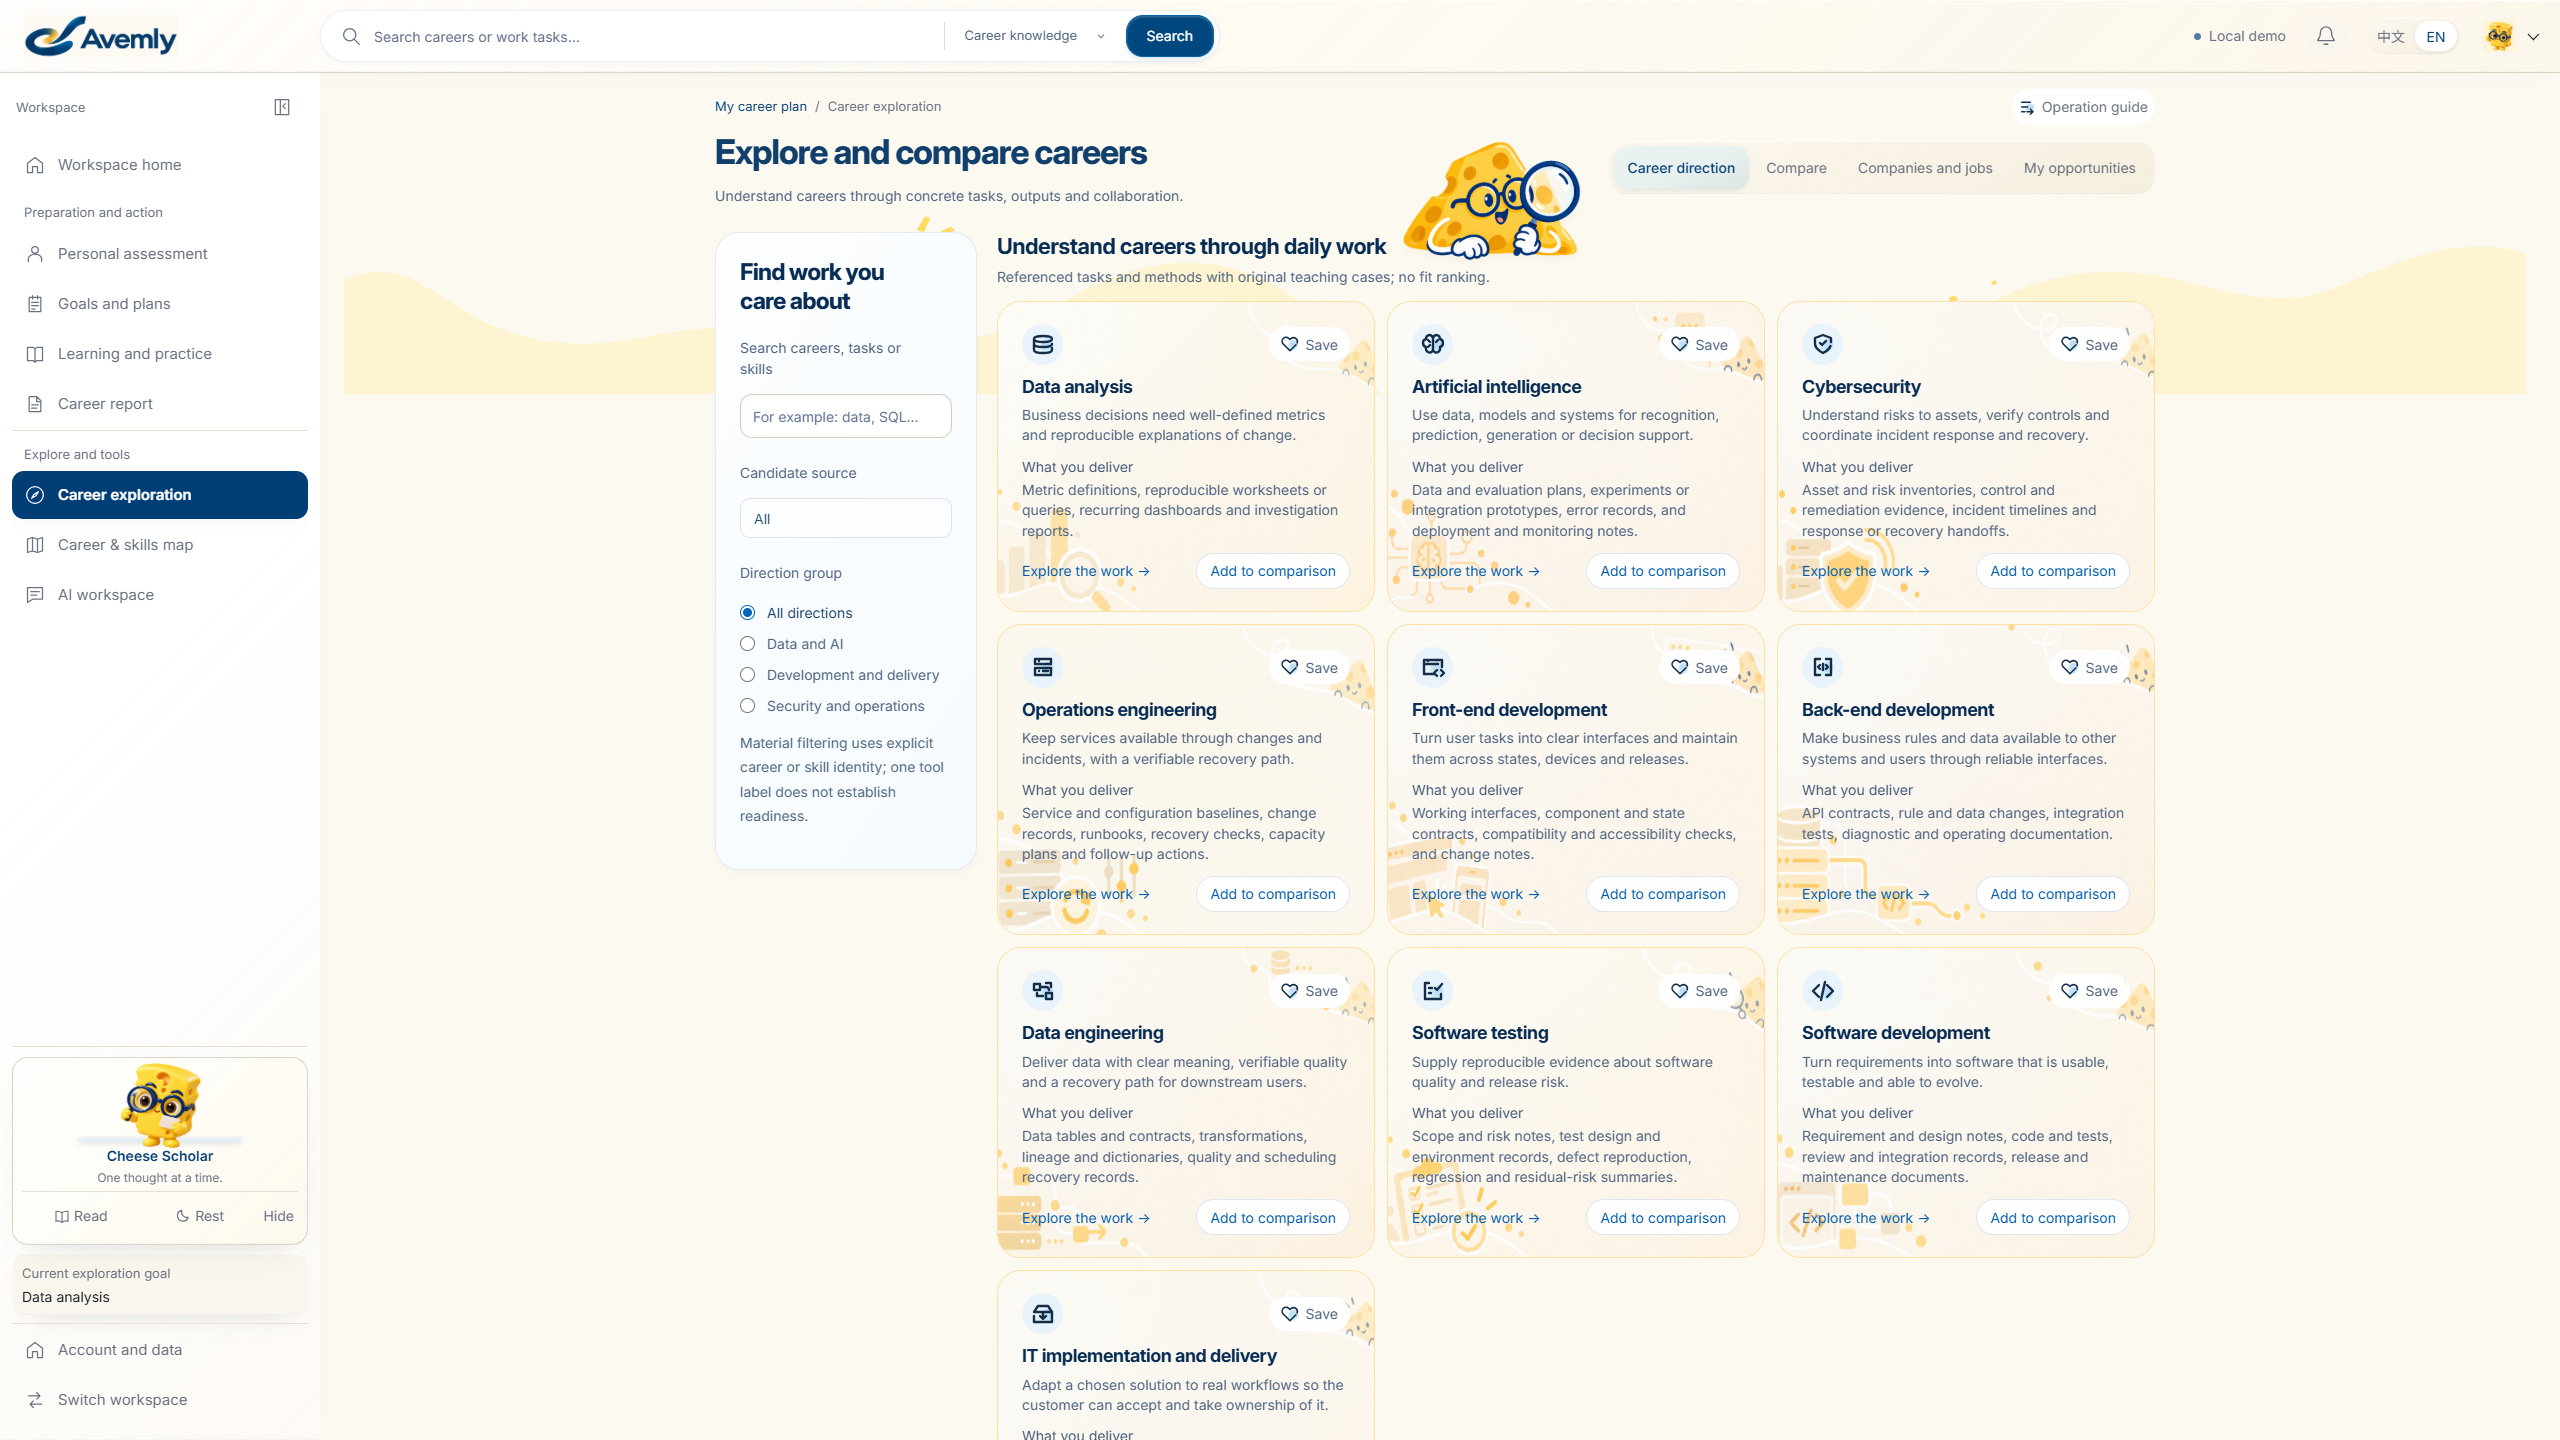 Avemly
Search careers or work tasks...
Career knowledge
Search
Local demo
中文
EN
Workspace
Workspace home
Preparation and action
Personal assessment
Goals and plans
Learning and practice
Career report
Explore and tools
Career exploration
Career & skills map
AI workspace
Cheese Scholar
One thought at a time.
Read
Rest
Hide
Current exploration goal
Data analysis
Account and data
Switch workspace
My career plan / Career exploration
Operation guide
Explore and compare careers
Understand careers through concrete tasks, outputs and collaboration.
Career direction
Compare
Companies and jobs
My opportunities
Find work you
care about
Search careers, tasks or
skills
For example: data, SQL...
Candidate source
All
Direction group
All directions
Data and AI
Development and delivery
Security and operations
Material filtering uses explicit
career or skill identity; one tool
label does not establish
readiness.
Understand careers through daily work
Referenced tasks and methods with original teaching cases; no fit ranking.
Save
Data analysis
Business decisions need well-defined metrics
and reproducible explanations of change.
What you deliver
Metric definitions, reproducible worksheets or
queries, recurring dashboards and investigation
reports.
Explore the work →
Add to comparison
Save
Artificial intelligence
Use data, models and systems for recognition,
prediction, generation or decision support.
What you deliver
Data and evaluation plans, experiments or
integration prototypes, error records, and
deployment and monitoring notes.
Explore the work →
Add to comparison
Save
Cybersecurity
Understand risks to assets, verify controls and
coordinate incident response and recovery.
What you deliver
Asset and risk inventories, control and
remediation evidence, incident timelines and
response or recovery handoffs.
Explore the work →
Add to comparison
Save
Operations engineering
Keep services available through changes and
incidents, with a verifiable recovery path.
What you deliver
Service and configuration baselines, change
records, runbooks, recovery checks, capacity
plans and follow-up actions.
Explore the work →
Add to comparison
Save
Front-end development
Turn user tasks into clear interfaces and maintain
them across states, devices and releases.
What you deliver
Working interfaces, component and state
contracts, compatibility and accessibility checks,
and change notes.
Explore the work →
Add to comparison
Save
Back-end development
Make business rules and data available to other
systems and users through reliable interfaces.
What you deliver
API contracts, rule and data changes, integration
tests, diagnostic and operating documentation.
Explore the work →
Add to comparison
Save
Data engineering
Deliver data with clear meaning, verifiable quality
and a recovery path for downstream users.
What you deliver
Data tables and contracts, transformations,
lineage and dictionaries, quality and scheduling
recovery records.
Explore the work →
Add to comparison
Save
Software testing
Supply reproducible evidence about software
quality and release risk.
What you deliver
Scope and risk notes, test design and
environment records, defect reproduction,
regression and residual-risk summaries.
Explore the work →
Add to comparison
Save
Software development
Turn requirements into software that is usable,
testable and able to evolve.
What you deliver
Requirement and design notes, code and tests,
review and integration records, release and
maintenance documents.
Explore the work →
Add to comparison
Save
IT implementation and delivery
Adapt a chosen solution to real workflows so the
customer can accept and take ownership of it.
What you deliver